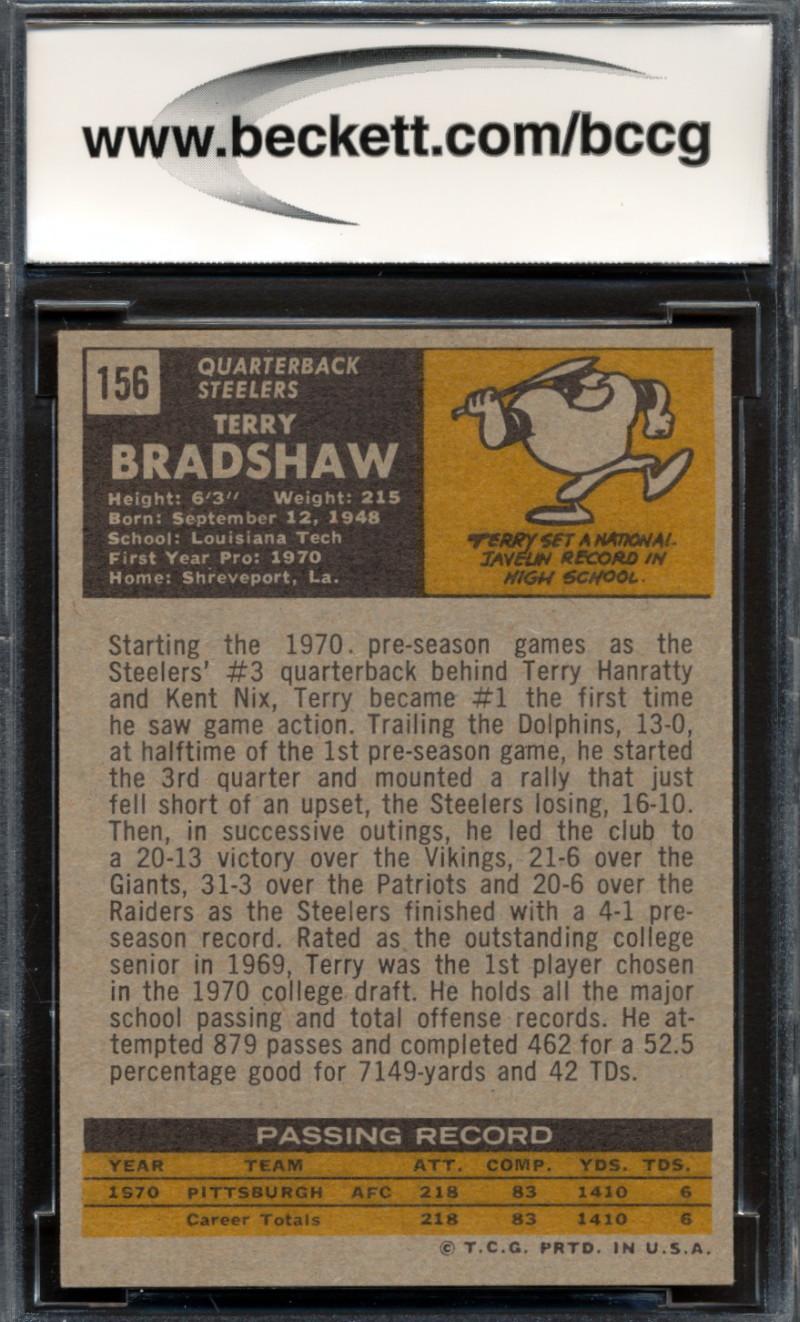 www.beckett.com/bccg
156
QUARTERBACK
STEELERS
TERRY
BRADSHAW
Height: 6'3" Weight: 215
Born: September 12, 1948
School: Louisiana Tech
First Year Pro: 1970
Home: Shreveport, La.
TERRY SET A NATIONAL
JAVELIN RECORD IN
HIGH SCHOOL.
Starting the 1970. pre-season games as the
Steelers' #3 quarterback behind Terry Hanratty
and Kent Nix, Terry became #1 the first time
he saw game action. Trailing the Dolphins, 13-0,
at halftime of the 1st pre-season game, he started
the 3rd quarter and mounted a rally that just
fell short of an upset, the Steelers losing, 16-10.
Then, in successive outings, he led the club to
a 20-13 victory over the Vikings, 21-6 over the
Giants, 31-3 over the Patriots and 20-6 over the
Raiders as the Steelers finished with a 4-1 pre-
season record. Rated as the outstanding college
senior in 1969, Terry was the 1st player chosen
in the 1970 college draft. He holds all the major
school passing and total offense records. He at-
tempted 879 passes and completed 462 for a 52.5
percentage good for 7149-yards and 42 TDs.
PASSING RECORD
YEAR TEAM ATT. COMP. YDS. TDS.
1970 PITTSBURGH AFC 218 83 1410 6
Career Totals 218 83 1410 6
© T.C.G. PRTD. IN U.S.A.